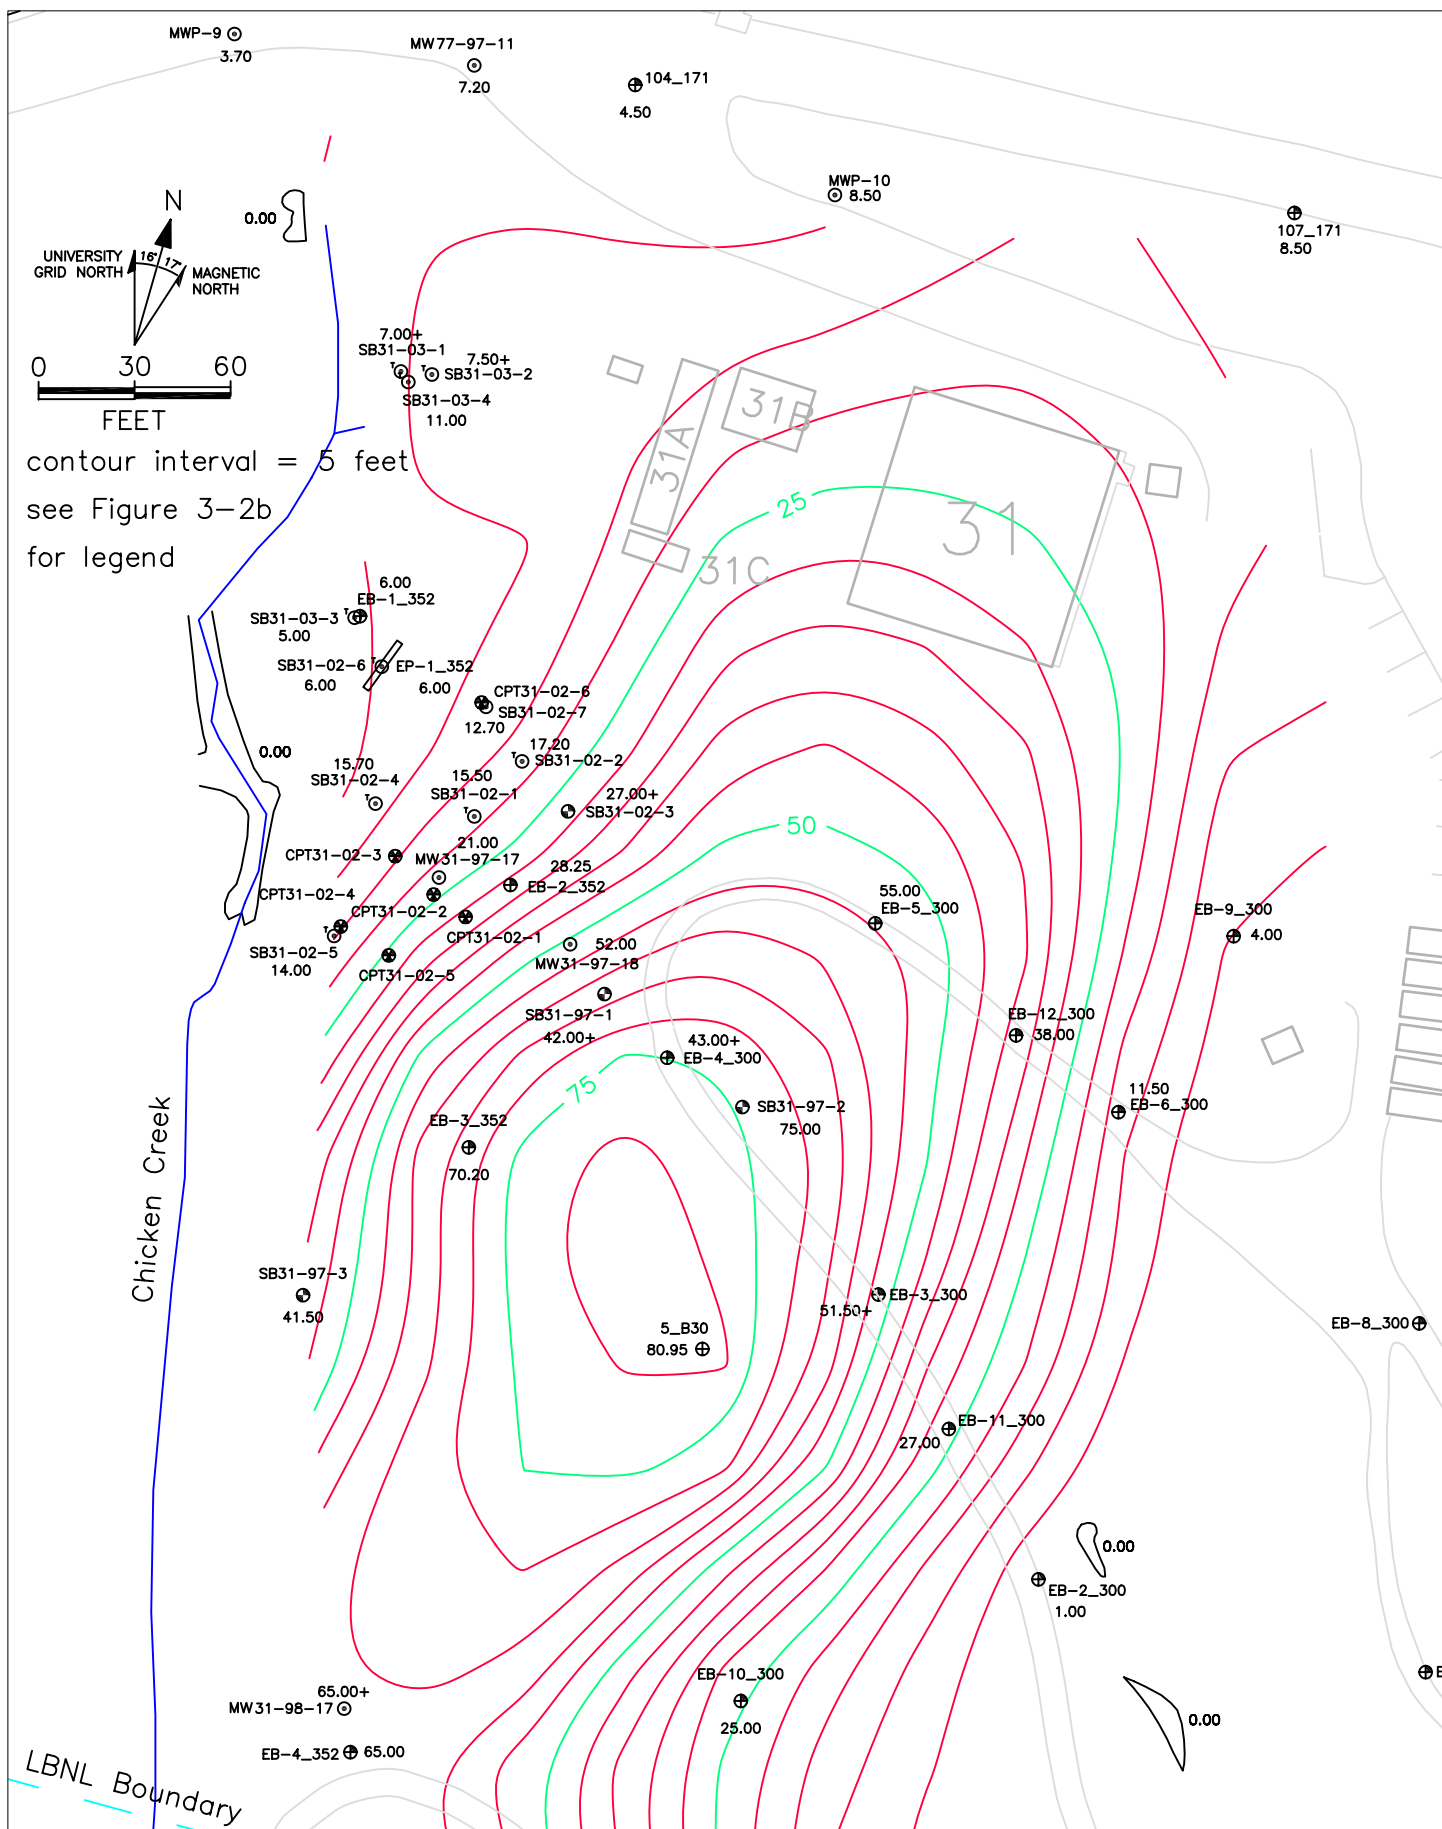 MWP-9
3.70
MW77-97-11
7.20
104_171
4.50
MWP-10
8.50
107_171
8.50
N
0.00
UNIVERSITY
GRID NORTH
16°
17°
MAGNETIC
NORTH
0 30 60
FEET
contour interval = 5 feet
see Figure 3-2b
for legend
7.00+
SB31-03-1
7.50+
SB31-03-2
SB31-03-4
11.00
31A
31B
31C
31
25
6.00
EB-1_352
SB31-03-3
5.00
SB31-02-6
6.00
EP-1_352
6.00
CPT31-02-6
SB31-02-7
12.70
0.00
17.20
SB31-02-2
15.70
SB31-02-4
15.50
SB31-02-1
27.00+
SB31-02-3
50
CPT31-02-3
21.00
MW31-97-17
28.25
EB-2_352
CPT31-02-4
CPT31-02-2
CPT31-02-1
SB31-02-5
14.00
CPT31-02-5
52.00
MW31-97-18
55.00
EB-5_300
EB-9_300
4.00
SB31-97-1
42.00+
43.00+
EB-4_300
EB-12_300
38.00
75
SB31-97-2
75.00
11.50
EB-6_300
EB-3_352
70.20
Chicken Creek
SB31-97-3
41.50
5_B30
80.95
EB-3_300
51.50+
EB-8_300
EB-11_300
27.00
0.00
EB-2_300
1.00
EB-10_300
25.00
65.00+
MW31-98-17
EB-4_352
65.00
0.00
E
LBNL Boundary